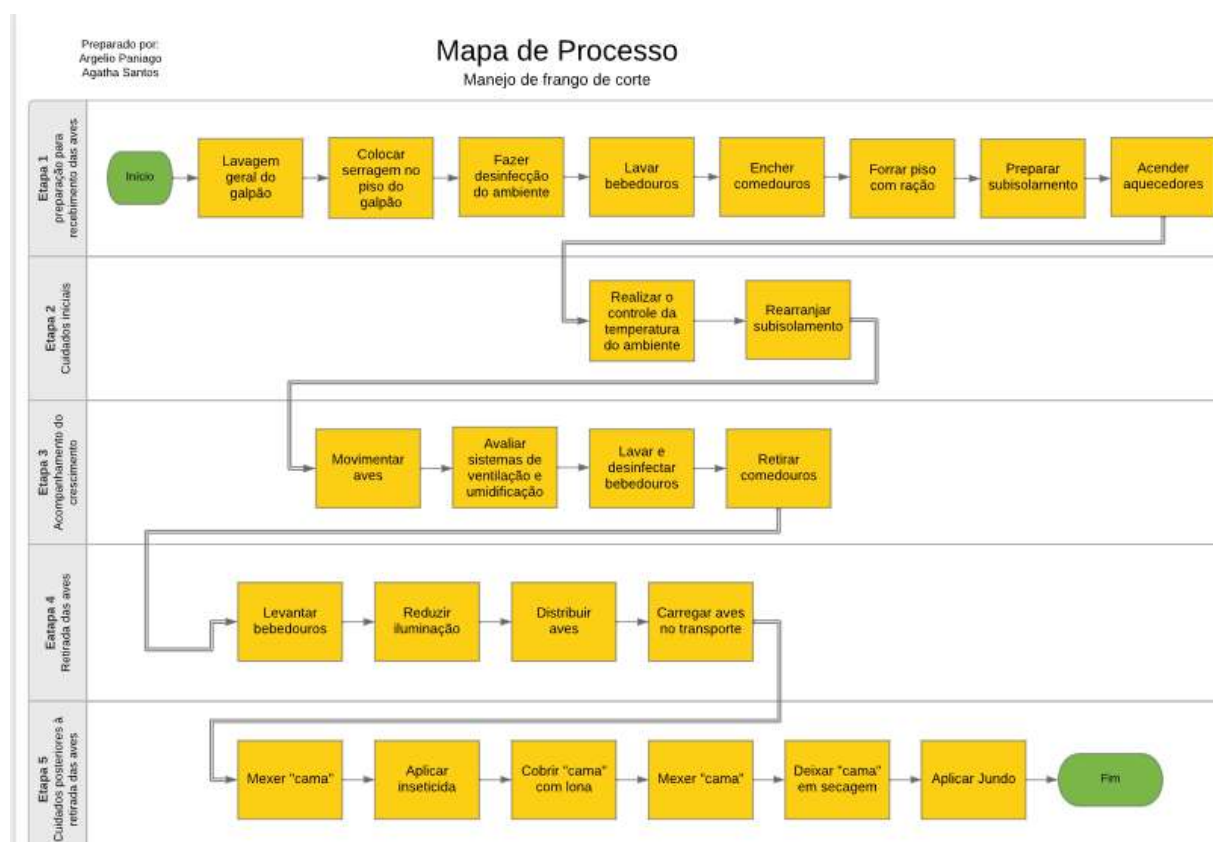 Preparado por:
Argelio Paniago
Agatha Santos
Mapa de Processo
Manejo de frango de corte
Etapa 1
preparação para
recebimento das aves
Início
Lavagem
geral do
galpão
Colocar
serragem no
piso do
galpão
Fazer
desinfecção
do ambiente
Lavar
bebedouros
Encher
comedouros
Forrar piso
com ração
Preparar
subisolamento
Acender
aquecedores
Etapa 2
Cuidados iniciais
Realizar o
controle da
temperatura
do ambiente
Rearranjar
subisolamento
Etapa 3
Acompanhamento do
crescimento
Movimentar
aves
Avaliar
sistemas de
ventilação e
umidificação
Lavar e
desinfectar
bebedouros
Retirar
comedouros
Eatapa 4
Retirada das aves
Levantar
bebedouros
Reduzir
iluminação
Distribuir
aves
Carregar aves
no transporte
Etapa 5
Cuidados posteriores à
retirada das aves
Mexer "cama"
Aplicar
inseticida
Cobrir "cama"
com lona
Mexer "cama"
Deixar "cama"
em secagem
Aplicar Jundo
Fim